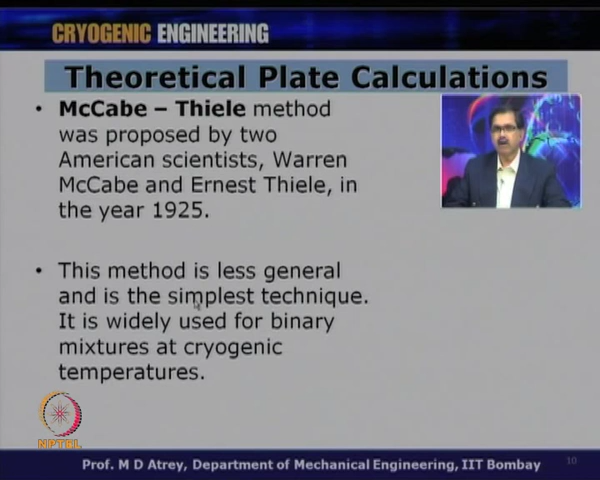 CRYOGENIC ENGINEERING
Theoretical Plate Calculations
• McCabe – Thiele method
was proposed by two
American scientists, Warren
McCabe and Ernest Thiele, in
the year 1925.
• This method is less general
and is the simplest technique.
It is widely used for binary
mixtures at cryogenic
temperatures.
NPTEL
Prof. M D Atrey, Department of Mechanical Engineering, IIT Bombay
10